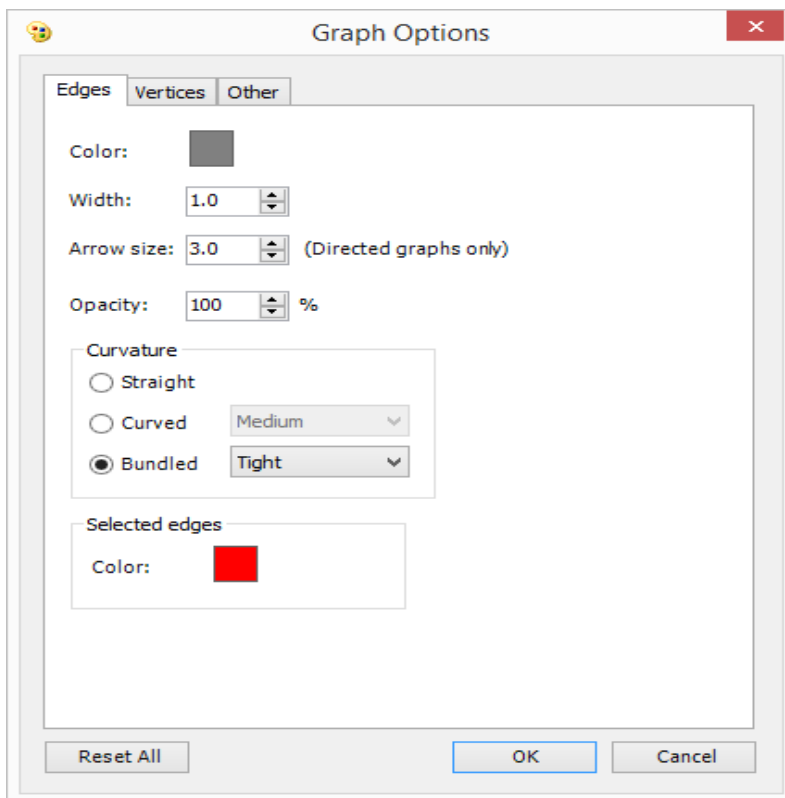 Graph Options
Edges Vertices Other
Color:
Width: 1.0
Arrow size: 3.0 (Directed graphs only)
Opacity: 100 %
Curvature
Straight
Curved Medium
Bundled Tight
Selected edges
Color:
Reset All OK Cancel